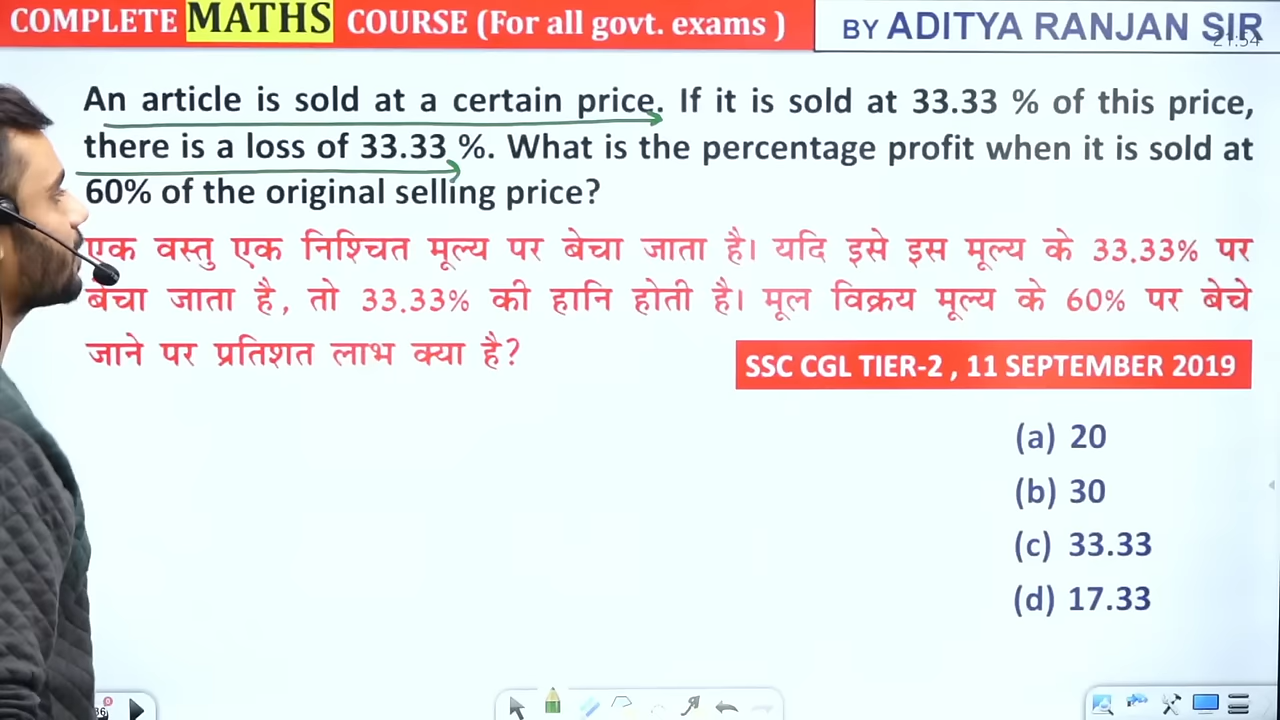 COMPLETE MATHS COURSE (For all govt. exams )
BY ADITYA RANJAN SIR
21:54
An article is sold at a certain price. If it is sold at 33.33 % of this price,
there is a loss of 33.33 %. What is the percentage profit when it is sold at
60% of the original selling price?
एक वस्तु एक निश्चित मूल्य पर बेचा जाता है। यदि इसे इस मूल्य के 33.33% पर
बेचा जाता है, तो 33.33% की हानि होती है। मूल विक्रय मूल्य के 60% पर बेचे
जाने पर प्रतिशत लाभ क्या है?
SSC CGL TIER-2 , 11 SEPTEMBER 2019
(a) 20
(b) 30
(c) 33.33
(d) 17.33